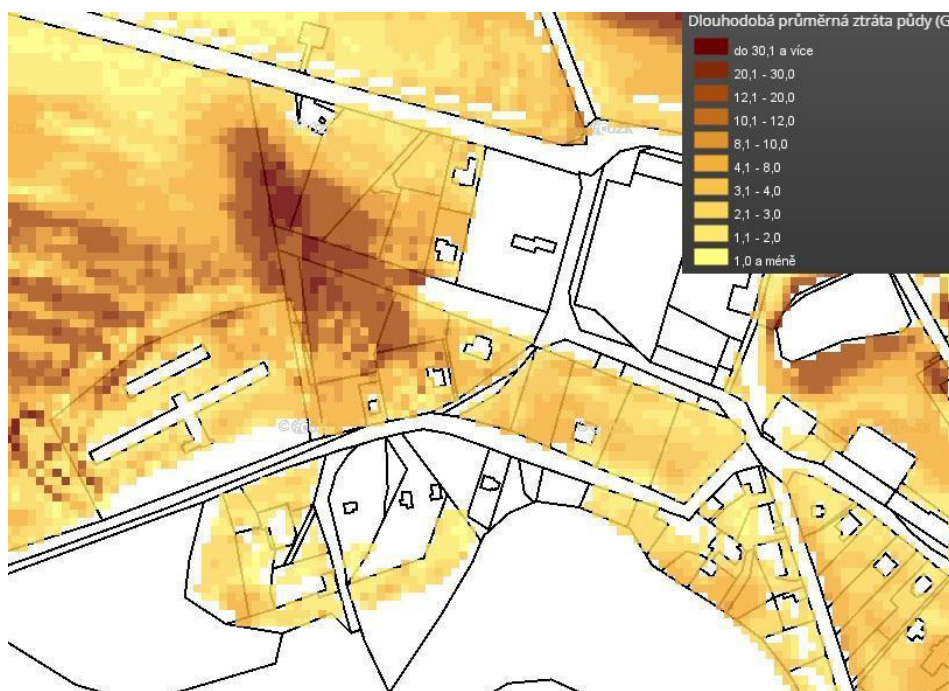 Dlouhodobá průměrná ztráta půdy (G
do 30,1 a více
20,1 - 30,0
12,1 - 20,0
10,1 - 12,0
8,1 - 10,0
4,1 - 8,0
3,1 - 4,0
2,1 - 3,0
1,1 - 2,0
1,0 a méně